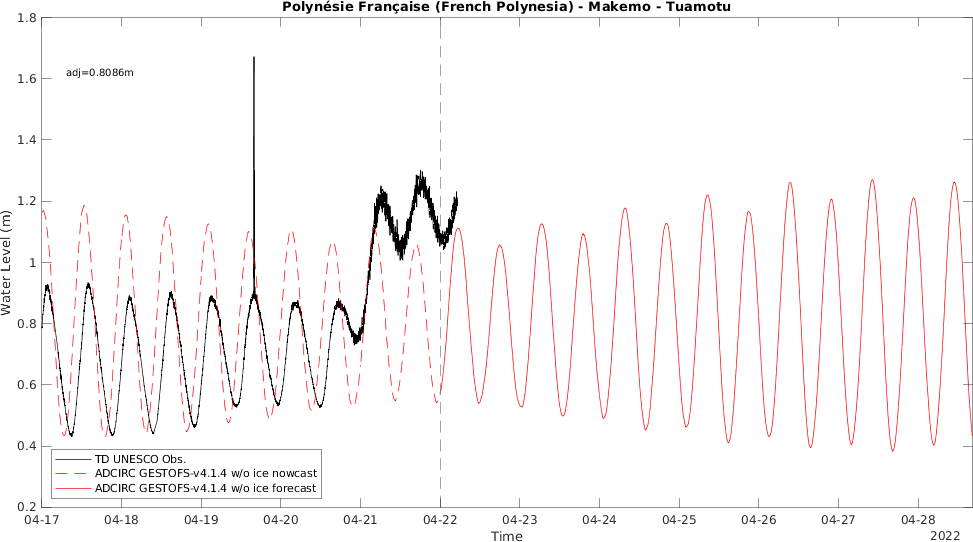 Polynésie Française (French Polynesia) - Makemo - Tuamotu
1.8
1.6
1.4
1.2
1
0.8
0.6
0.4
0.2
Water Level (m)
adj=0.8086m
TD UNESCO Obs.
ADCIRC GESTOFS-v4.1.4 w/o ice nowcast
ADCIRC GESTOFS-v4.1.4 w/o ice forecast
04-17 04-18 04-19 04-20 04-21 04-22 04-23 04-24 04-25 04-26 04-27 04-28
Time
2022